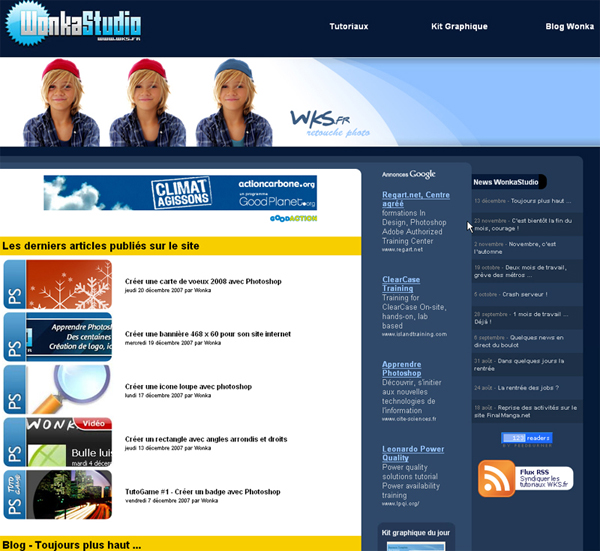 WonkaStudio
WWW.WKS.FR
Tutoriaux
Kit Graphique
Blog Wonka
WKS.FR
retouche photo
CLIMAT
AGISSONS
actioncarbone.org
un programme
GoodPlanet.org
GOODACTION
Les derniers articles publiés sur le site
PS
Créer une carte de voeux 2008 avec Photoshop
jeudi 20 décembre 2007 par Wonka
PS
Apprendre Photosh
Des centaines
Création de logo, ic
Créer une bannière 468 x 60 pour son site internet
mercredi 19 décembre 2007 par Wonka
PS
Créer une icone loupe avec photoshop
lundi 17 décembre 2007 par Wonka
PS
WONK
Vidéo
Bulle luis
mardi 4 décem
Créer un rectangle avec angles arrondis et droits
jeudi 13 décembre 2007 par Wonka
PS
TUTO
GAME
TutoGame #1 - Créer un badge avec Photoshop
vendredi 7 décembre 2007 par Wonka
Blog - Toujours plus haut ...
Annonces Google
Regart.net, Centre
agréé
formations In
Design, Photoshop
Adobe Authorized
Training Center
www.regart.net
ClearCase
Training
Training for
ClearCase On-site,
hands-on, lab
based
www.islandtraining.com
Apprendre
Photoshop
Découvrir, s'initier
aux nouvelles
technologies de
l'information
www.cite-sciences.fr
Leonardo Power
Quality
Power quality
solutions tutorial
Power availability
training
www.lpqi.org/
Kit graphique du jour
News WonkaStudio
13 décembre - Toujours plus haut ...
23 novembre - C'est bientôt la fin du
mois, courage !
2 novembre - Novembre, c'est
l'automne
19 octobre - Deux mois de travail,
grève des métros ...
5 octobre - Crash serveur !
28 septembre - 1 mois de travail ...
Déjà !
6 septembre - Quelques news en
direct du boulot
31 août - Dans quelques jours la
rentrée
24 août - La rentrée des jobs ?
18 août - Reprise des activités sur le
site FinalManga.net
123 readers
BY FEEDBURNER
Flux RSS
Syndiquer les
tutoriaux WKS.fr